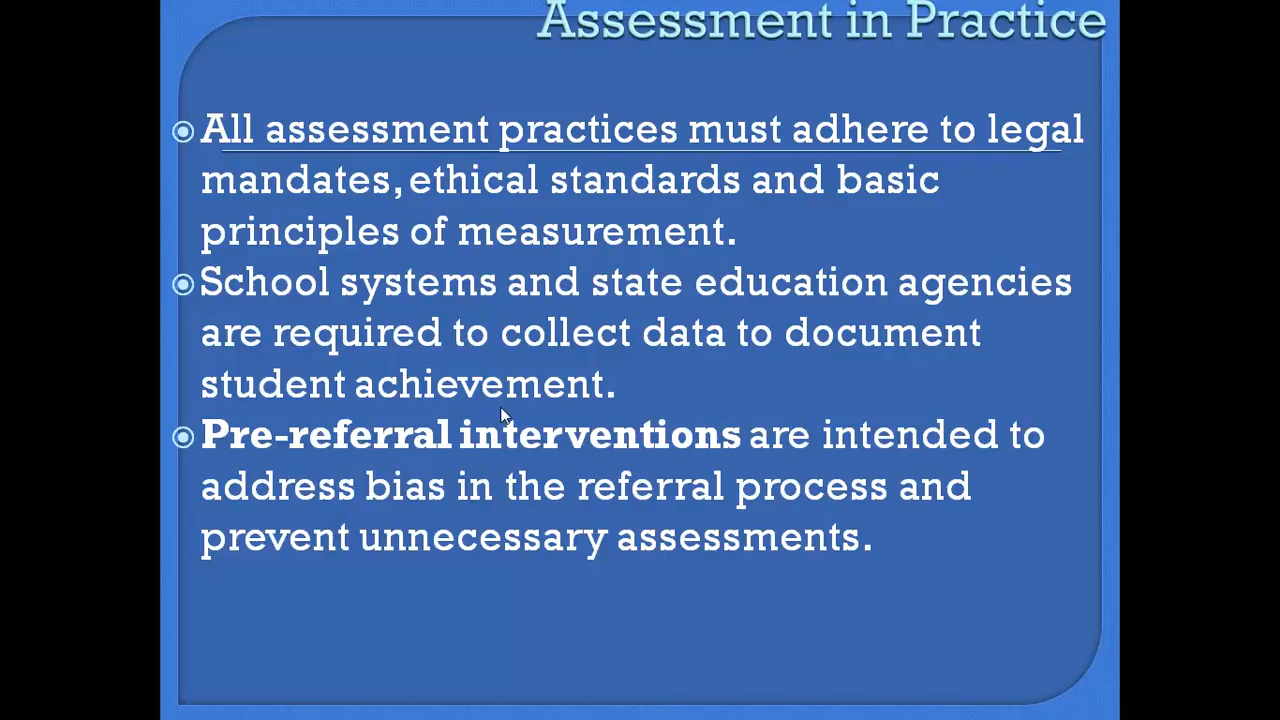 Assessment in Practice
All assessment practices must adhere to legal
mandates, ethical standards and basic
principles of measurement.
School systems and state education agencies
are required to collect data to document
student achievement.
Pre-referral interventions are intended to
address bias in the referral process and
prevent unnecessary assessments.